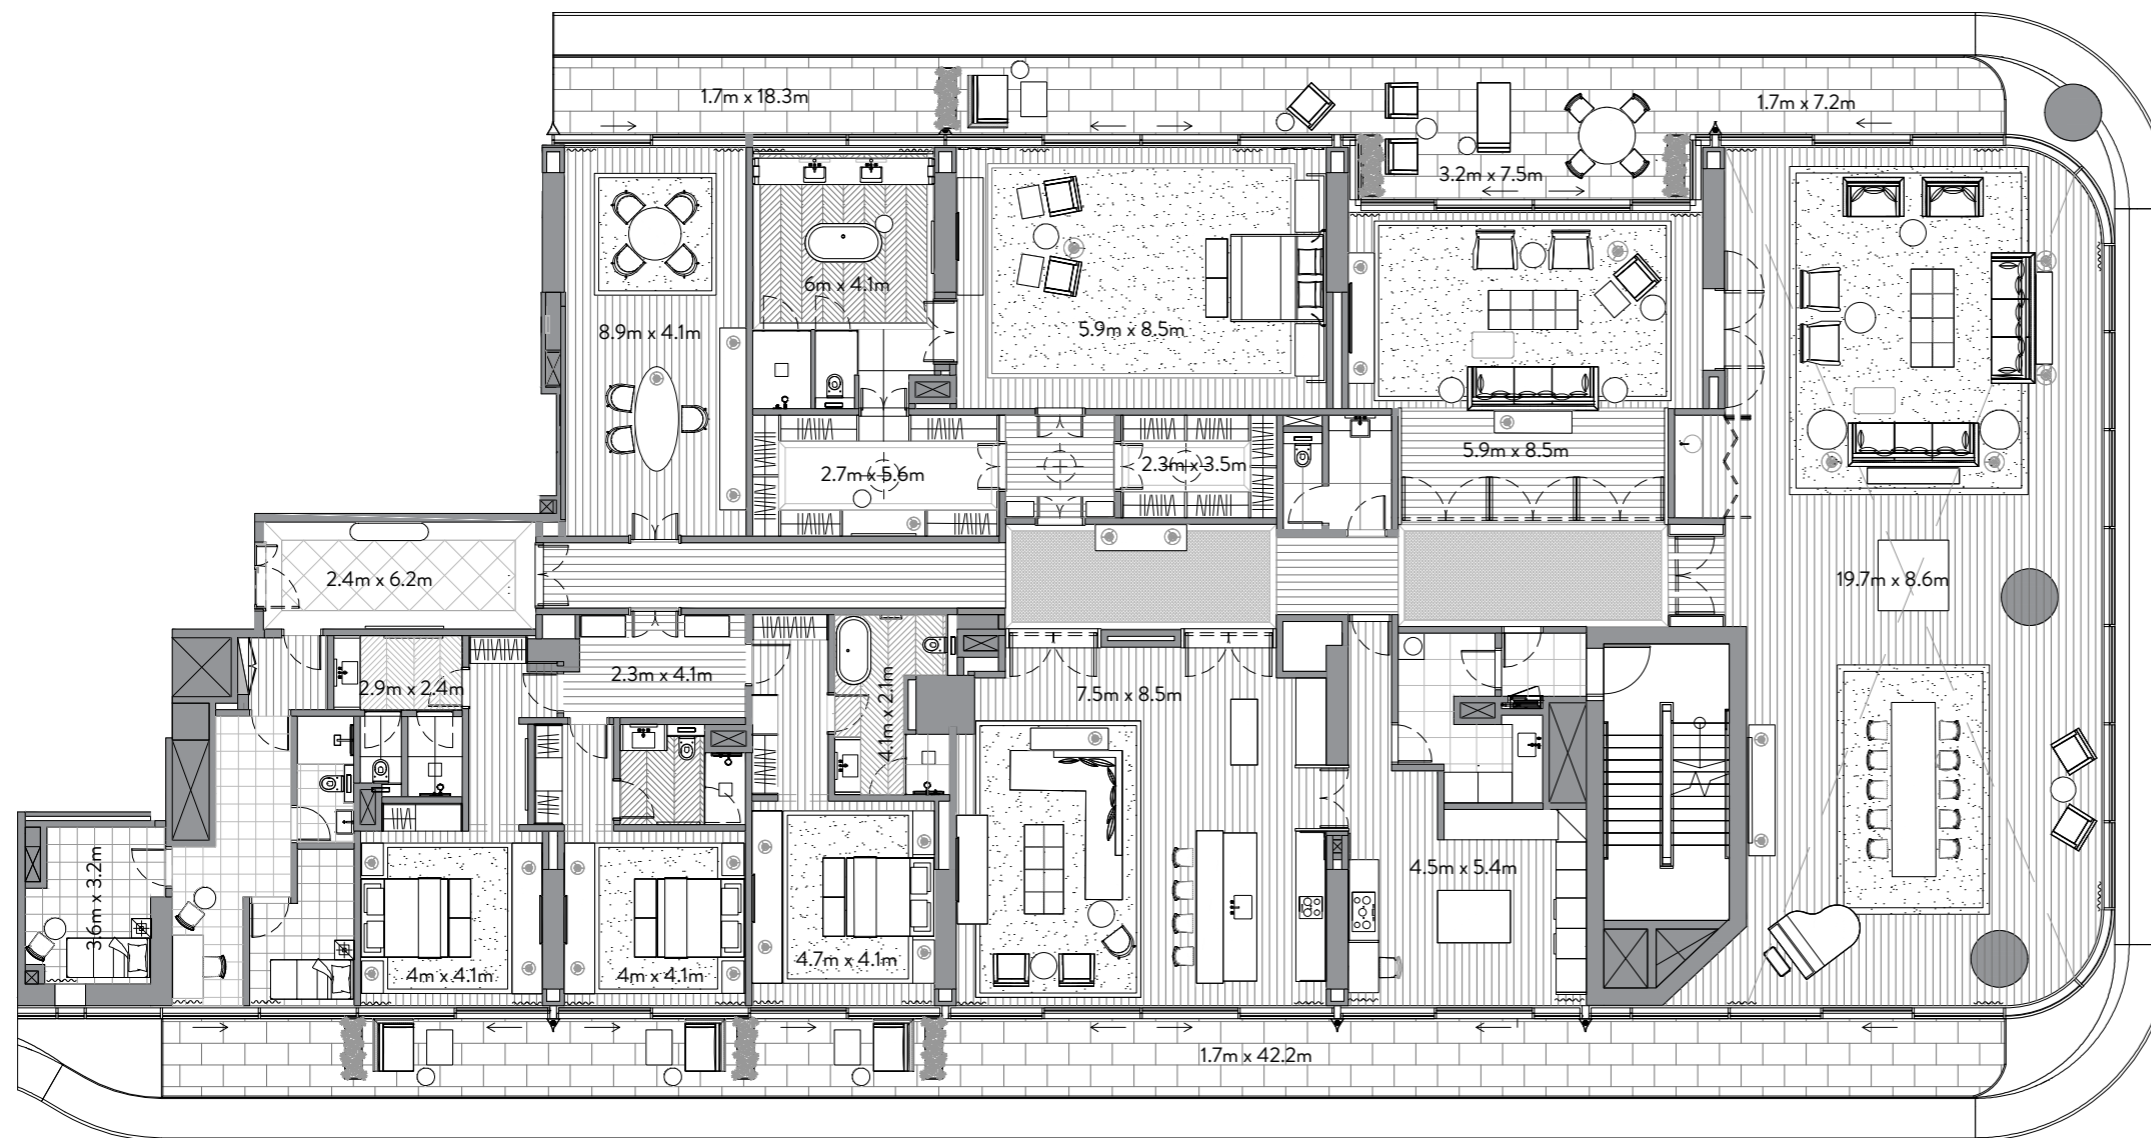 1.7m x 18.3m
1.7m x 7.2m
3.2m x 7.5m
6m x 4.1m
8.9m x 4.1m
5.9m x 8.5m
5.9m x 8.5m
2.7m x 5.6m
2.3m x 3.5m
2.4m x 6.2m
19.7m x 8.6m
2.9m x 2.4m
2.3m x 4.1m
4.1m x 2.1m
7.5m x 8.5m
3.6m x 3.2m
4.5m x 5.4m
4m x 4.1m
4m x 4.1m
4.7m x 4.1m
1.7m x 42.2m